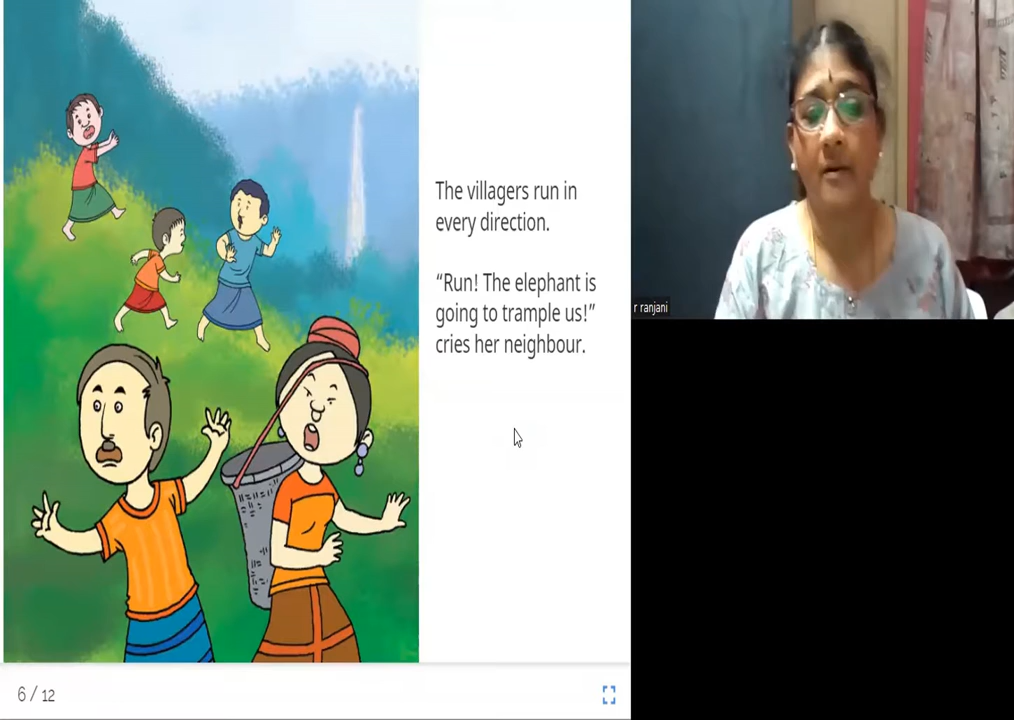 The villagers run in
every direction.
“Run! The elephant is
going to trample us!”
cries her neighbour.
r ranjani
6 / 12